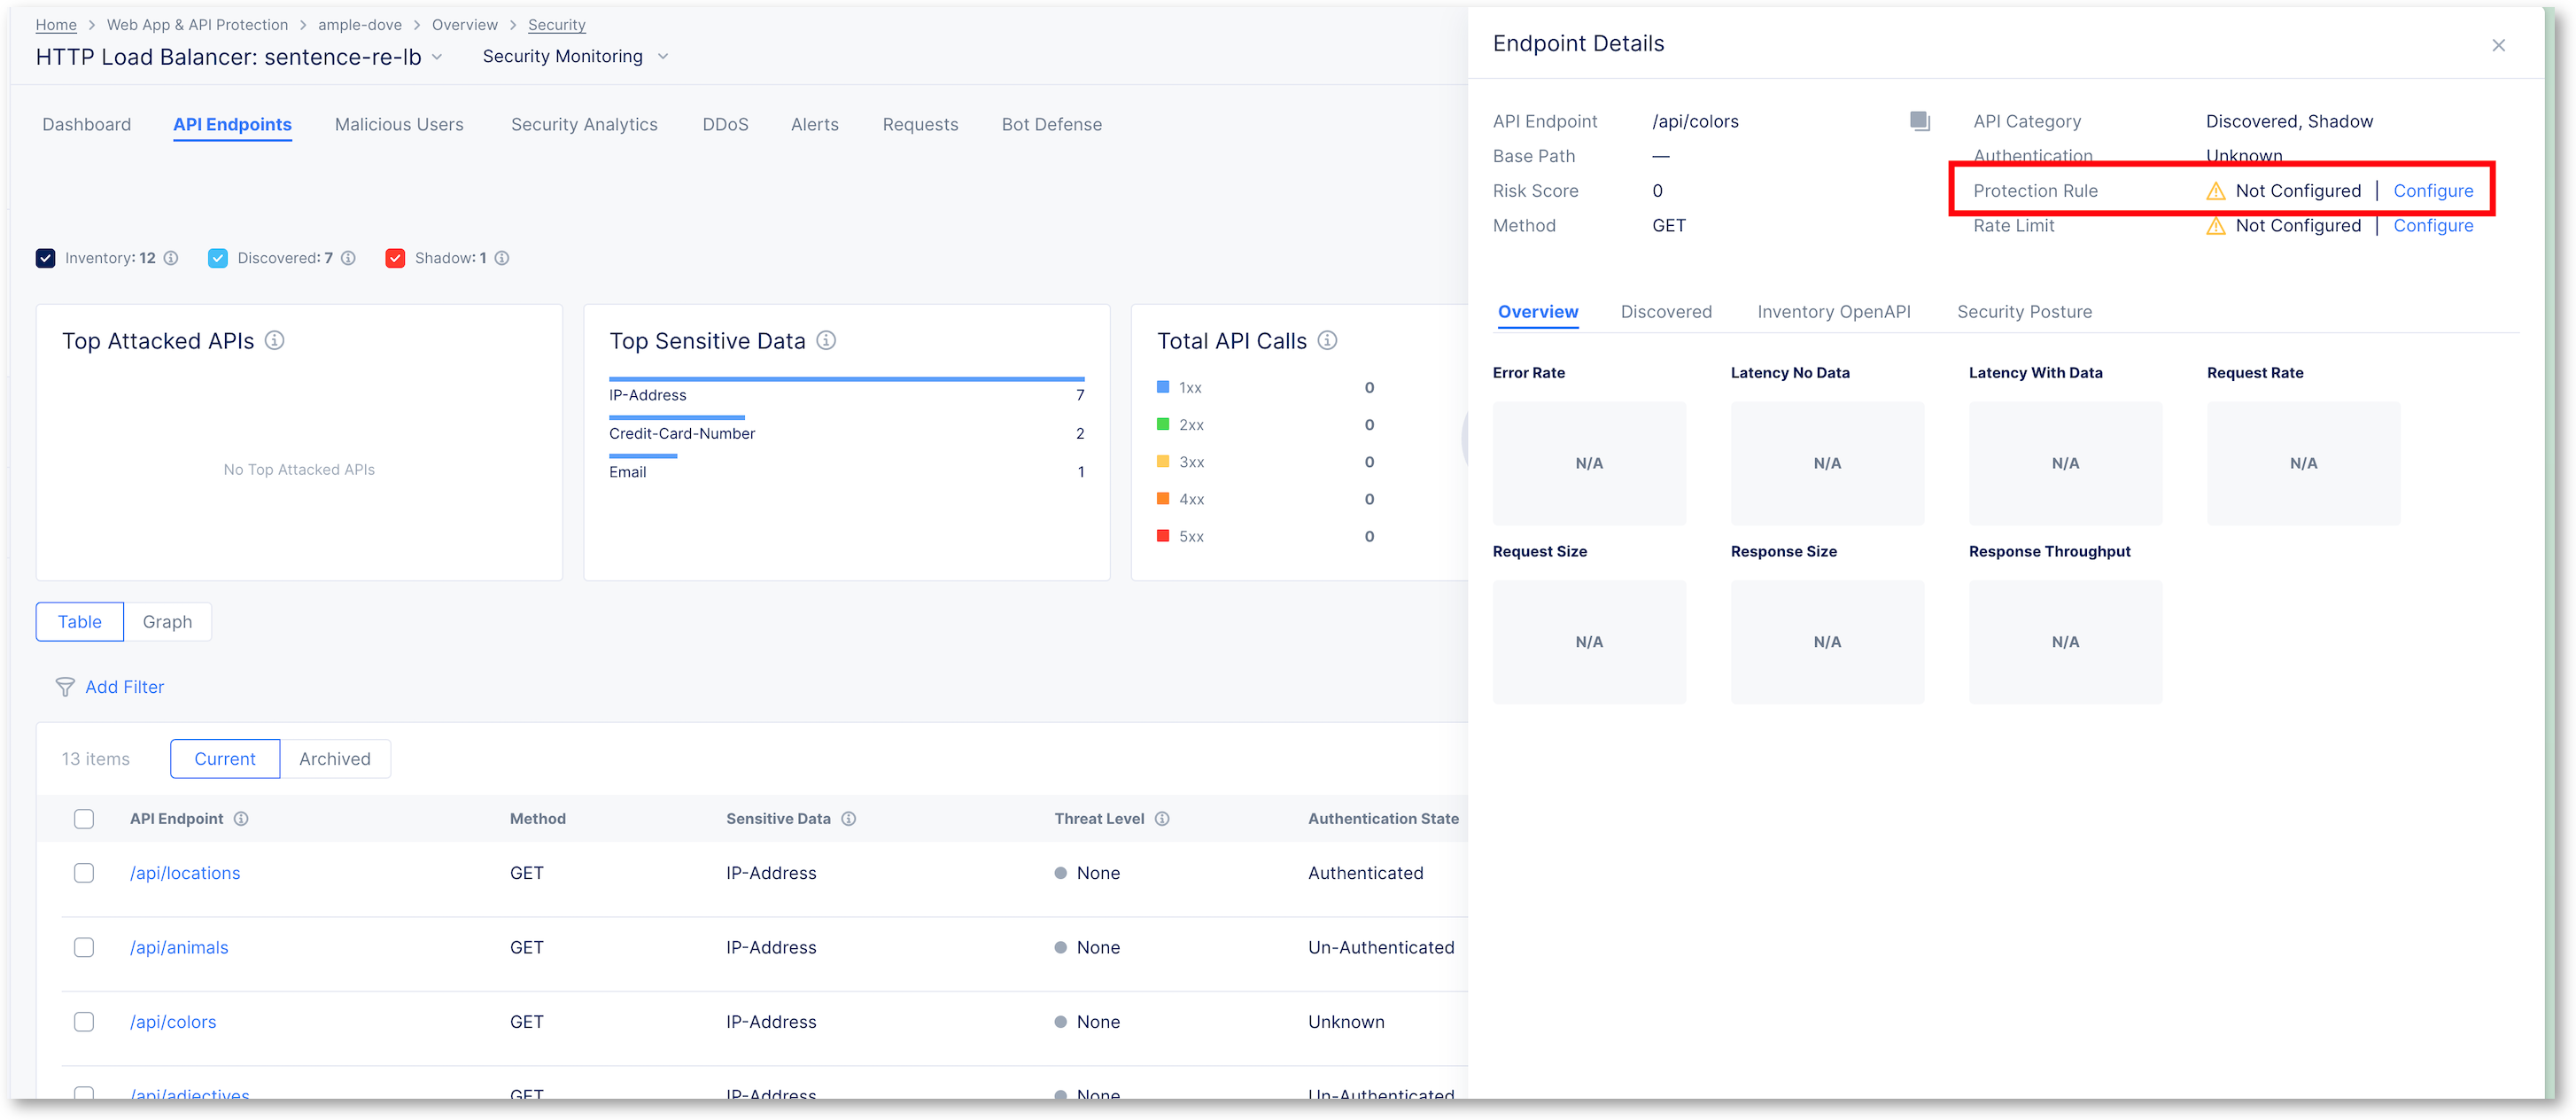 Home > Web App & API Protection > ample-dove > Overview > Security
HTTP Load Balancer: sentence-re-lb
Security Monitoring
Dashboard
API Endpoints
Malicious Users
Security Analytics
DDoS
Alerts
Requests
Bot Defense
Inventory: 12
Discovered: 7
Shadow: 1
Top Attacked APIs
No Top Attacked APIs
Top Sensitive Data
IP-Address 7
Credit-Card-Number 2
Email 1
Total API Calls
1xx 0
2xx 0
3xx 0
4xx 0
5xx 0
Table
Graph
Add Filter
13 items
Current
Archived
API Endpoint Method Sensitive Data Threat Level Authentication State
/api/locations GET IP-Address None Authenticated
/api/animals GET IP-Address None Un-Authenticated
/api/colors GET IP-Address None Unknown
/api/adjectives GET IP-Address None Un-Authenticated
Endpoint Details
API Endpoint /api/colors
Base Path —
Risk Score 0
Method GET
API Category Discovered, Shadow
Authentication Unknown
Protection Rule Not Configured | Configure
Rate Limit Not Configured | Configure
Overview
Discovered
Inventory OpenAPI
Security Posture
Error Rate
N/A
Latency No Data
N/A
Latency With Data
N/A
Request Rate
N/A
Request Size
N/A
Response Size
N/A
Response Throughput
N/A